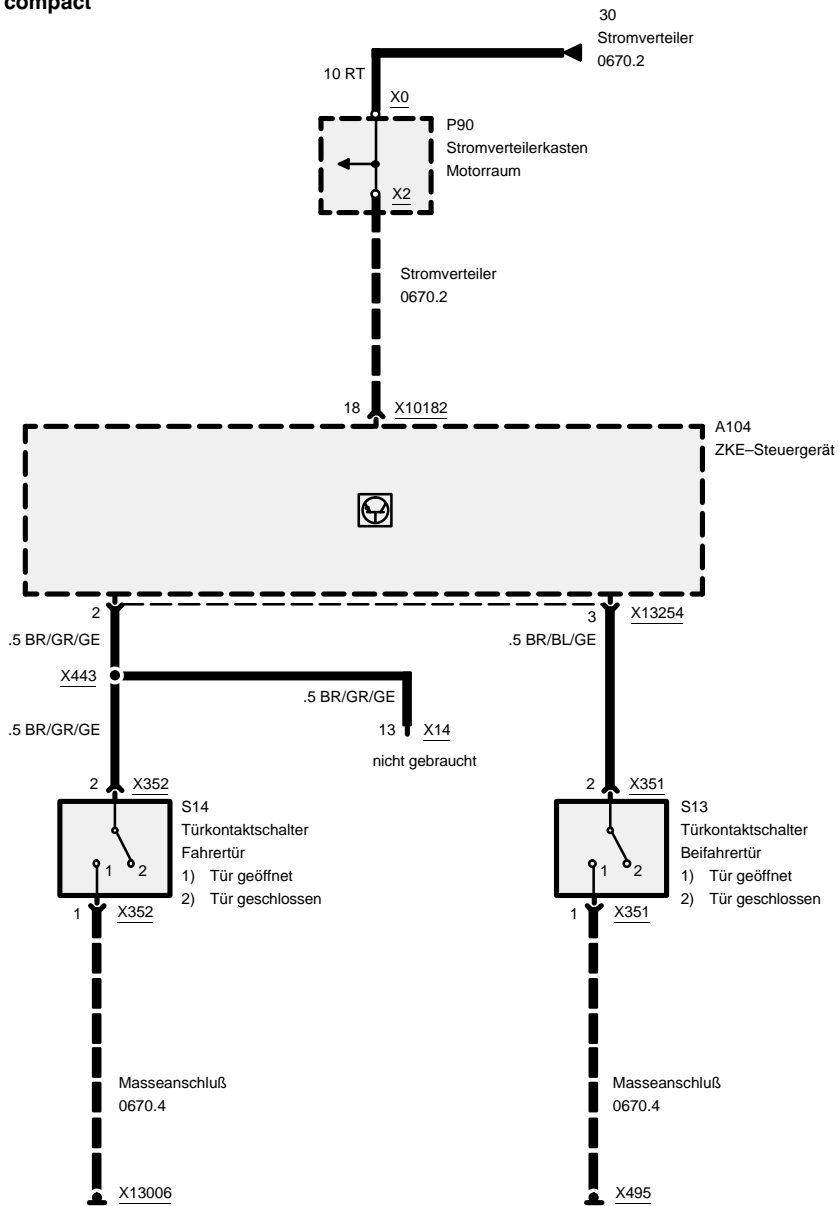 compact
30
Stromverteiler
0670.2
10 RT
X0
P90
Stromverteilerkasten
Motorraum
X2
Stromverteiler
0670.2
18 X10182
A104
ZKE–Steuergerät
2
3 X13254
.5 BR/GR/GE
.5 BR/BL/GE
X443
.5 BR/GR/GE
.5 BR/GR/GE
13 X14
nicht gebraucht
2 X352
S14
Türkontaktschalter
Fahrertür
1) Tür geöffnet
2) Tür geschlossen
1 2
1 X352
2 X351
S13
Türkontaktschalter
Beifahrertür
1) Tür geöffnet
2) Tür geschlossen
1 2
1 X351
Masseanschluß
0670.4
Masseanschluß
0670.4
X13006
X495